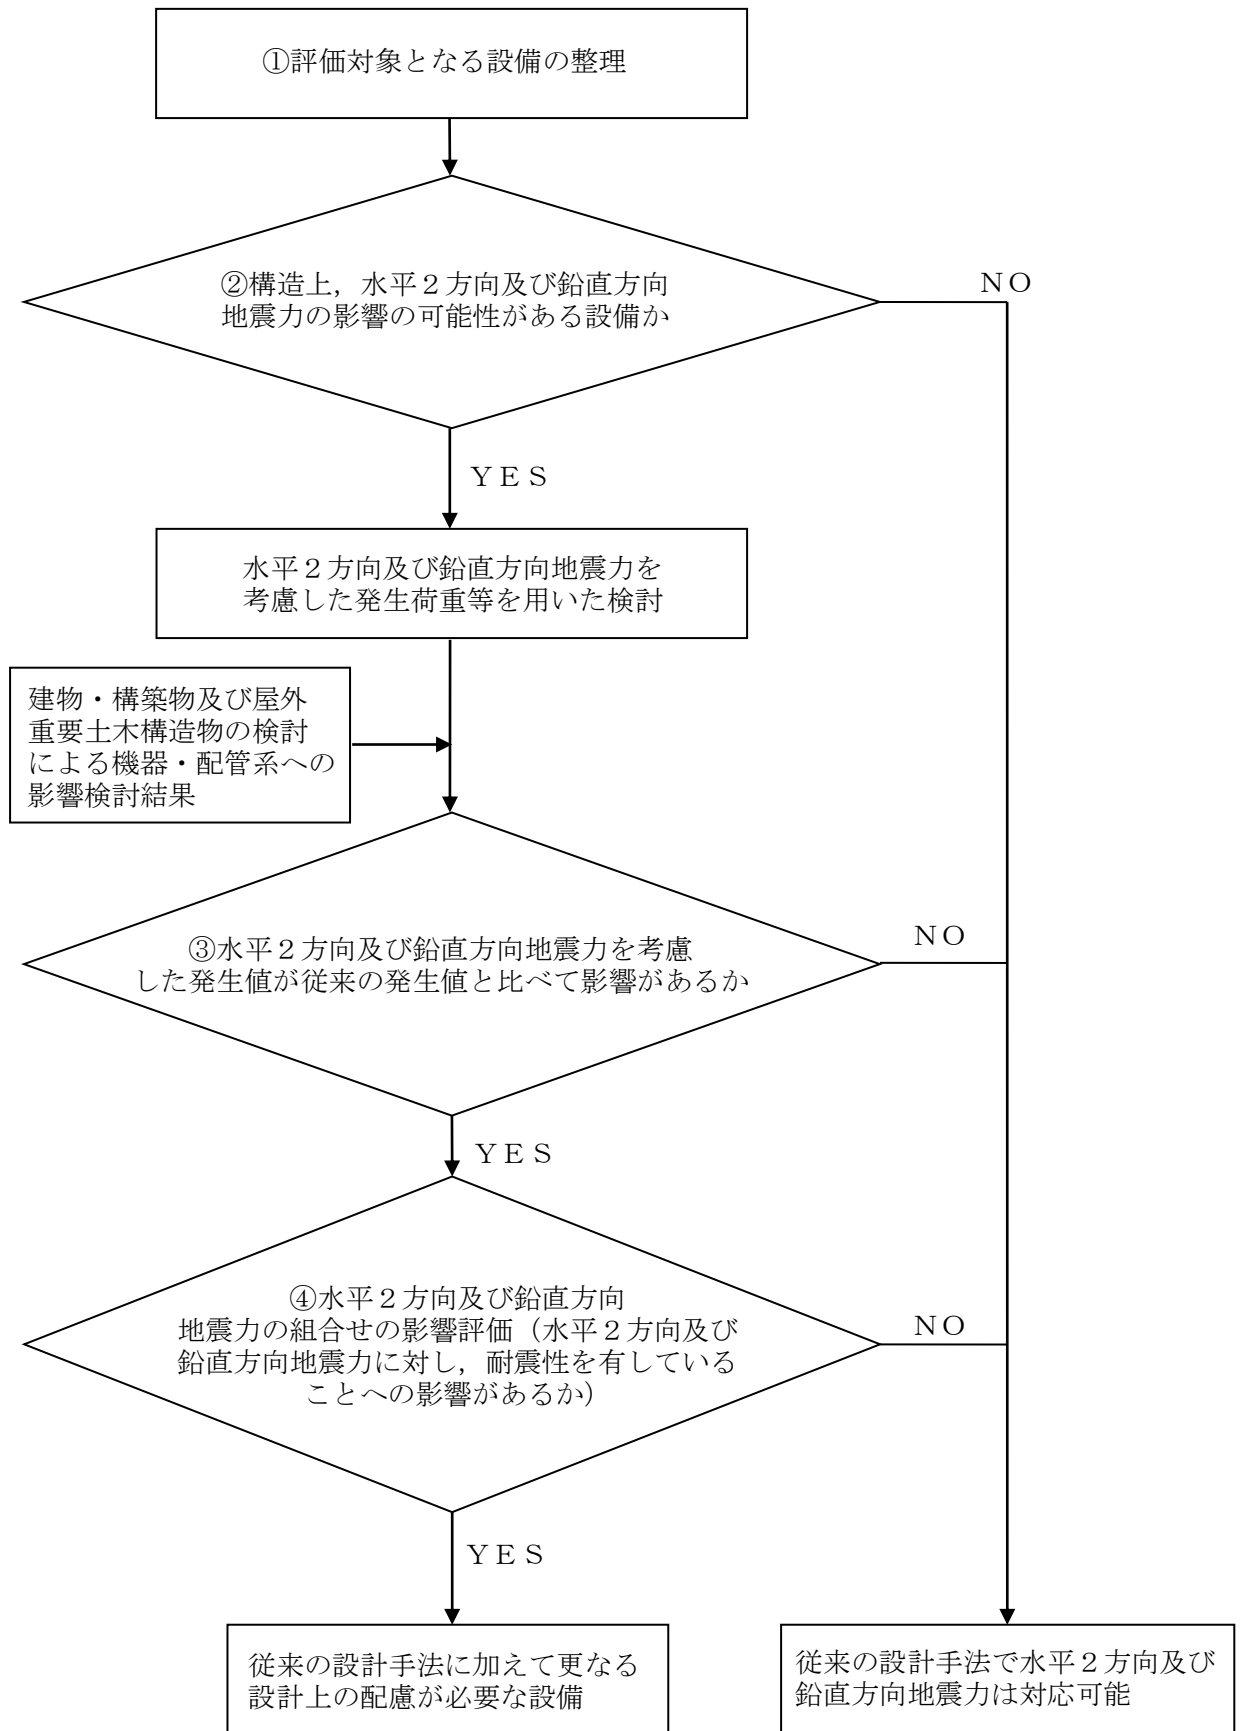 ①評価対象となる設備の整理
②構造上，水平２方向及び鉛直方向
地震力の影響の可能性がある設備か
ＮＯ
ＹＥＳ
水平２方向及び鉛直方向地震力を
考慮した発生荷重等を用いた検討
建物・構築物及び屋外
重要土木構造物の検討
による機器・配管系への
影響検討結果
③水平２方向及び鉛直方向地震力を考慮
した発生値が従来の発生値と比べて影響があるか
ＮＯ
ＹＥＳ
④水平２方向及び鉛直方向
地震力の組合せの影響評価（水平２方向及び
鉛直方向地震力に対し，耐震性を有している
ことへの影響があるか）
ＮＯ
ＹＥＳ
従来の設計手法に加えて更なる
設計上の配慮が必要な設備
従来の設計手法で水平２方向及び
鉛直方向地震力は対応可能